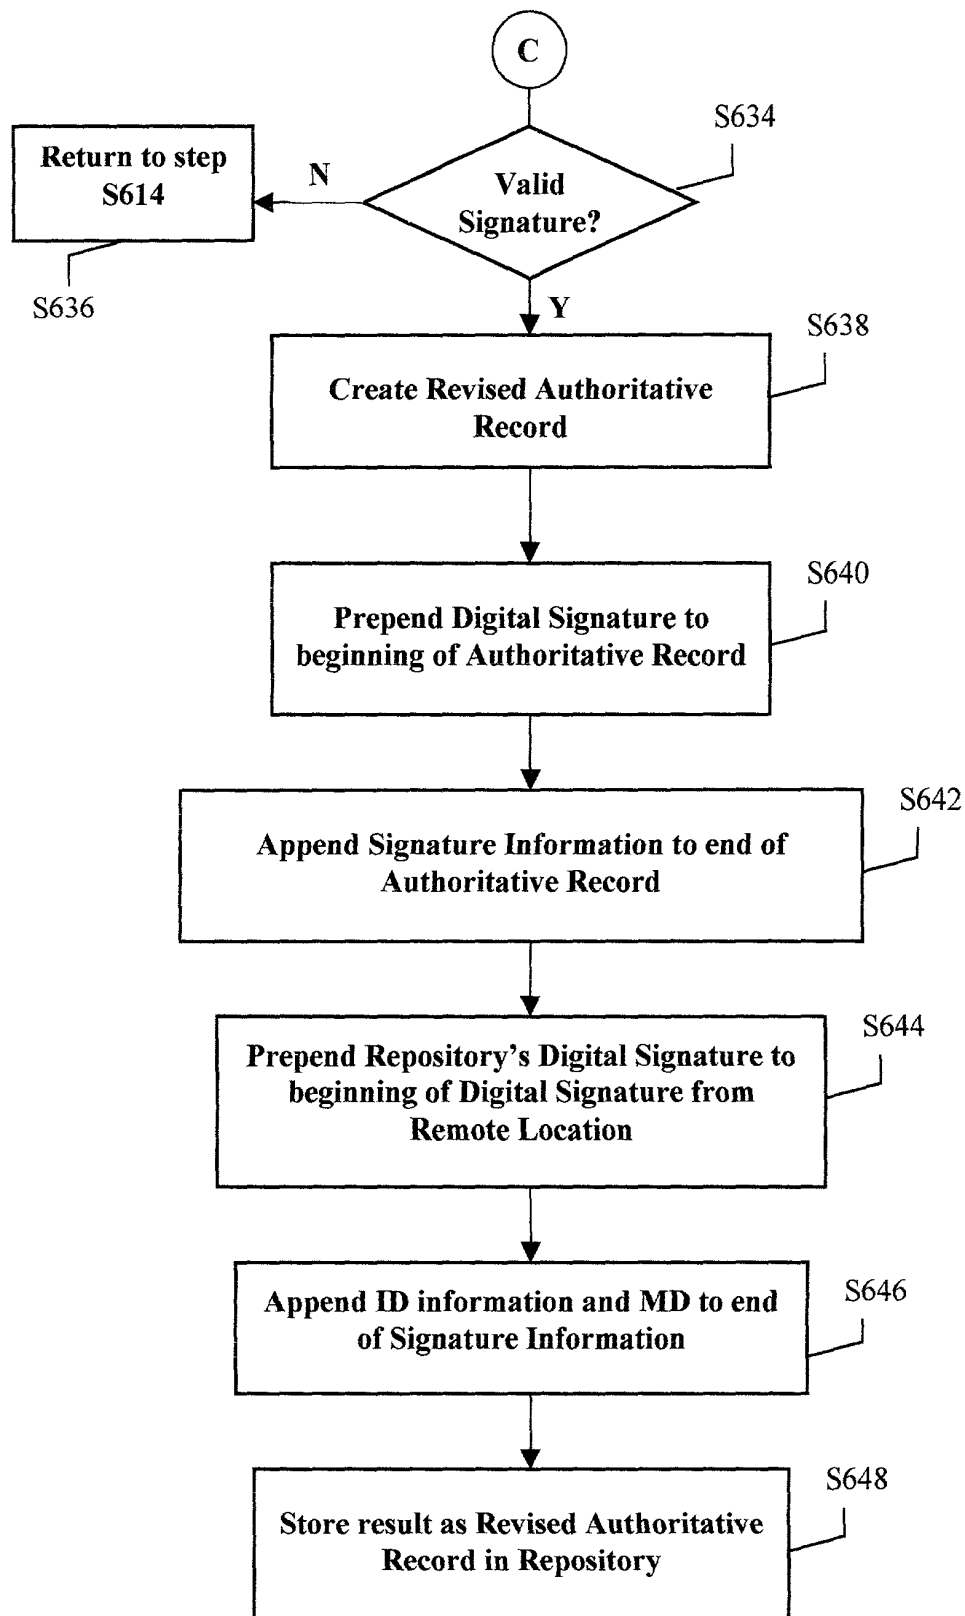 C
S634
Return to step
S614
N
Valid
Signature?
S636
Y
S638
Create Revised Authoritative
Record
S640
Prepend Digital Signature to
beginning of Authoritative Record
S642
Append Signature Information to end of
Authoritative Record
S644
Prepend Repository's Digital Signature to
beginning of Digital Signature from
Remote Location
S646
Append ID information and MD to end
of Signature Information
S648
Store result as Revised Authoritative
Record in Repository